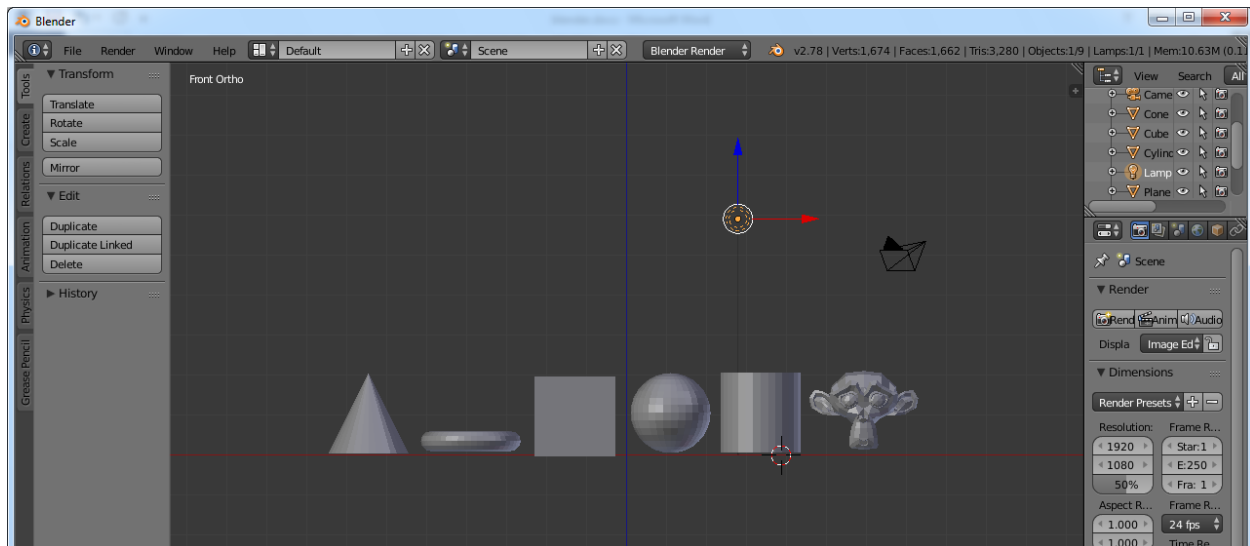 Blender
File Render Window Help Default Scene Blender Render v2.78 | Verts:1,674 | Faces:1,662 | Tris:3,280 | Objects:1/9 | Lamps:1/1 | Mem:10.63M (0.1
Tools
Create
Relations
Animation
Physics
Grease Pencil
Transform
Translate
Rotate
Scale
Mirror
Edit
Duplicate
Duplicate Linked
Delete
History
Front Ortho
View Search All
Came
Cone
Cube
Cylinc
Lamp
Plane
Scene
Render
Rend Anim Audio
Displa Image Ed
Dimensions
Render Presets
Resolution: Frame R...
1920 Star:1
1080 E:250
50% Fra: 1
Aspect R... Frame R...
1.000 24 fps
1.000 Time Re